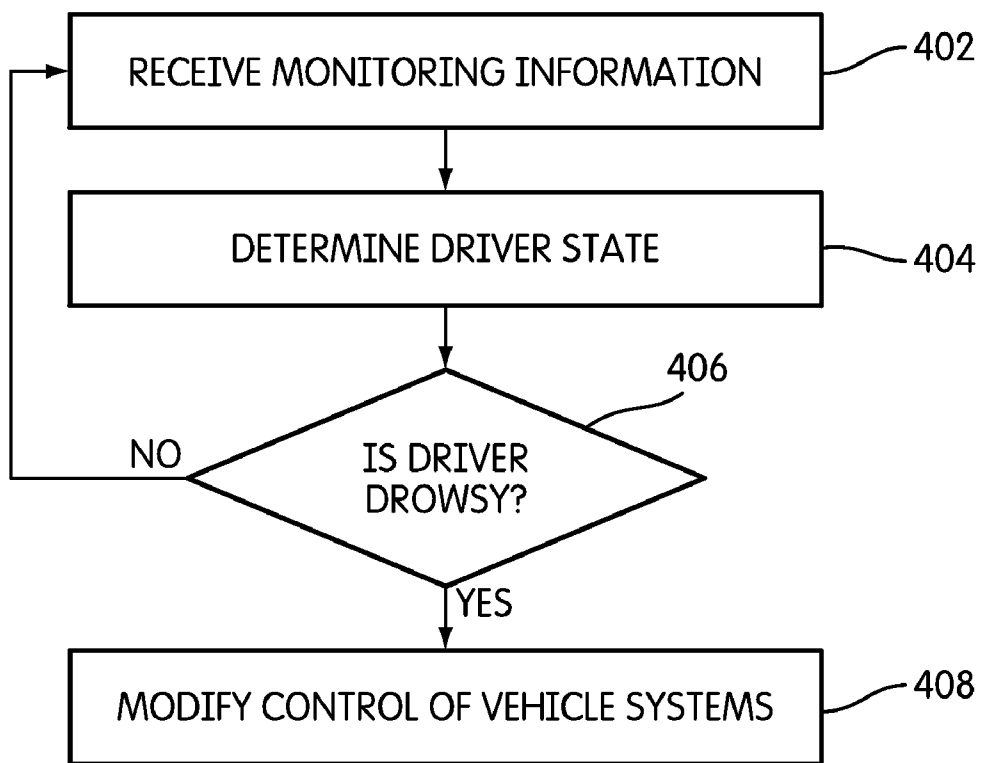 RECEIVE MONITORING INFORMATION
402
DETERMINE DRIVER STATE
404
406
IS DRIVER
DROWSY?
NO
YES
MODIFY CONTROL OF VEHICLE SYSTEMS
408